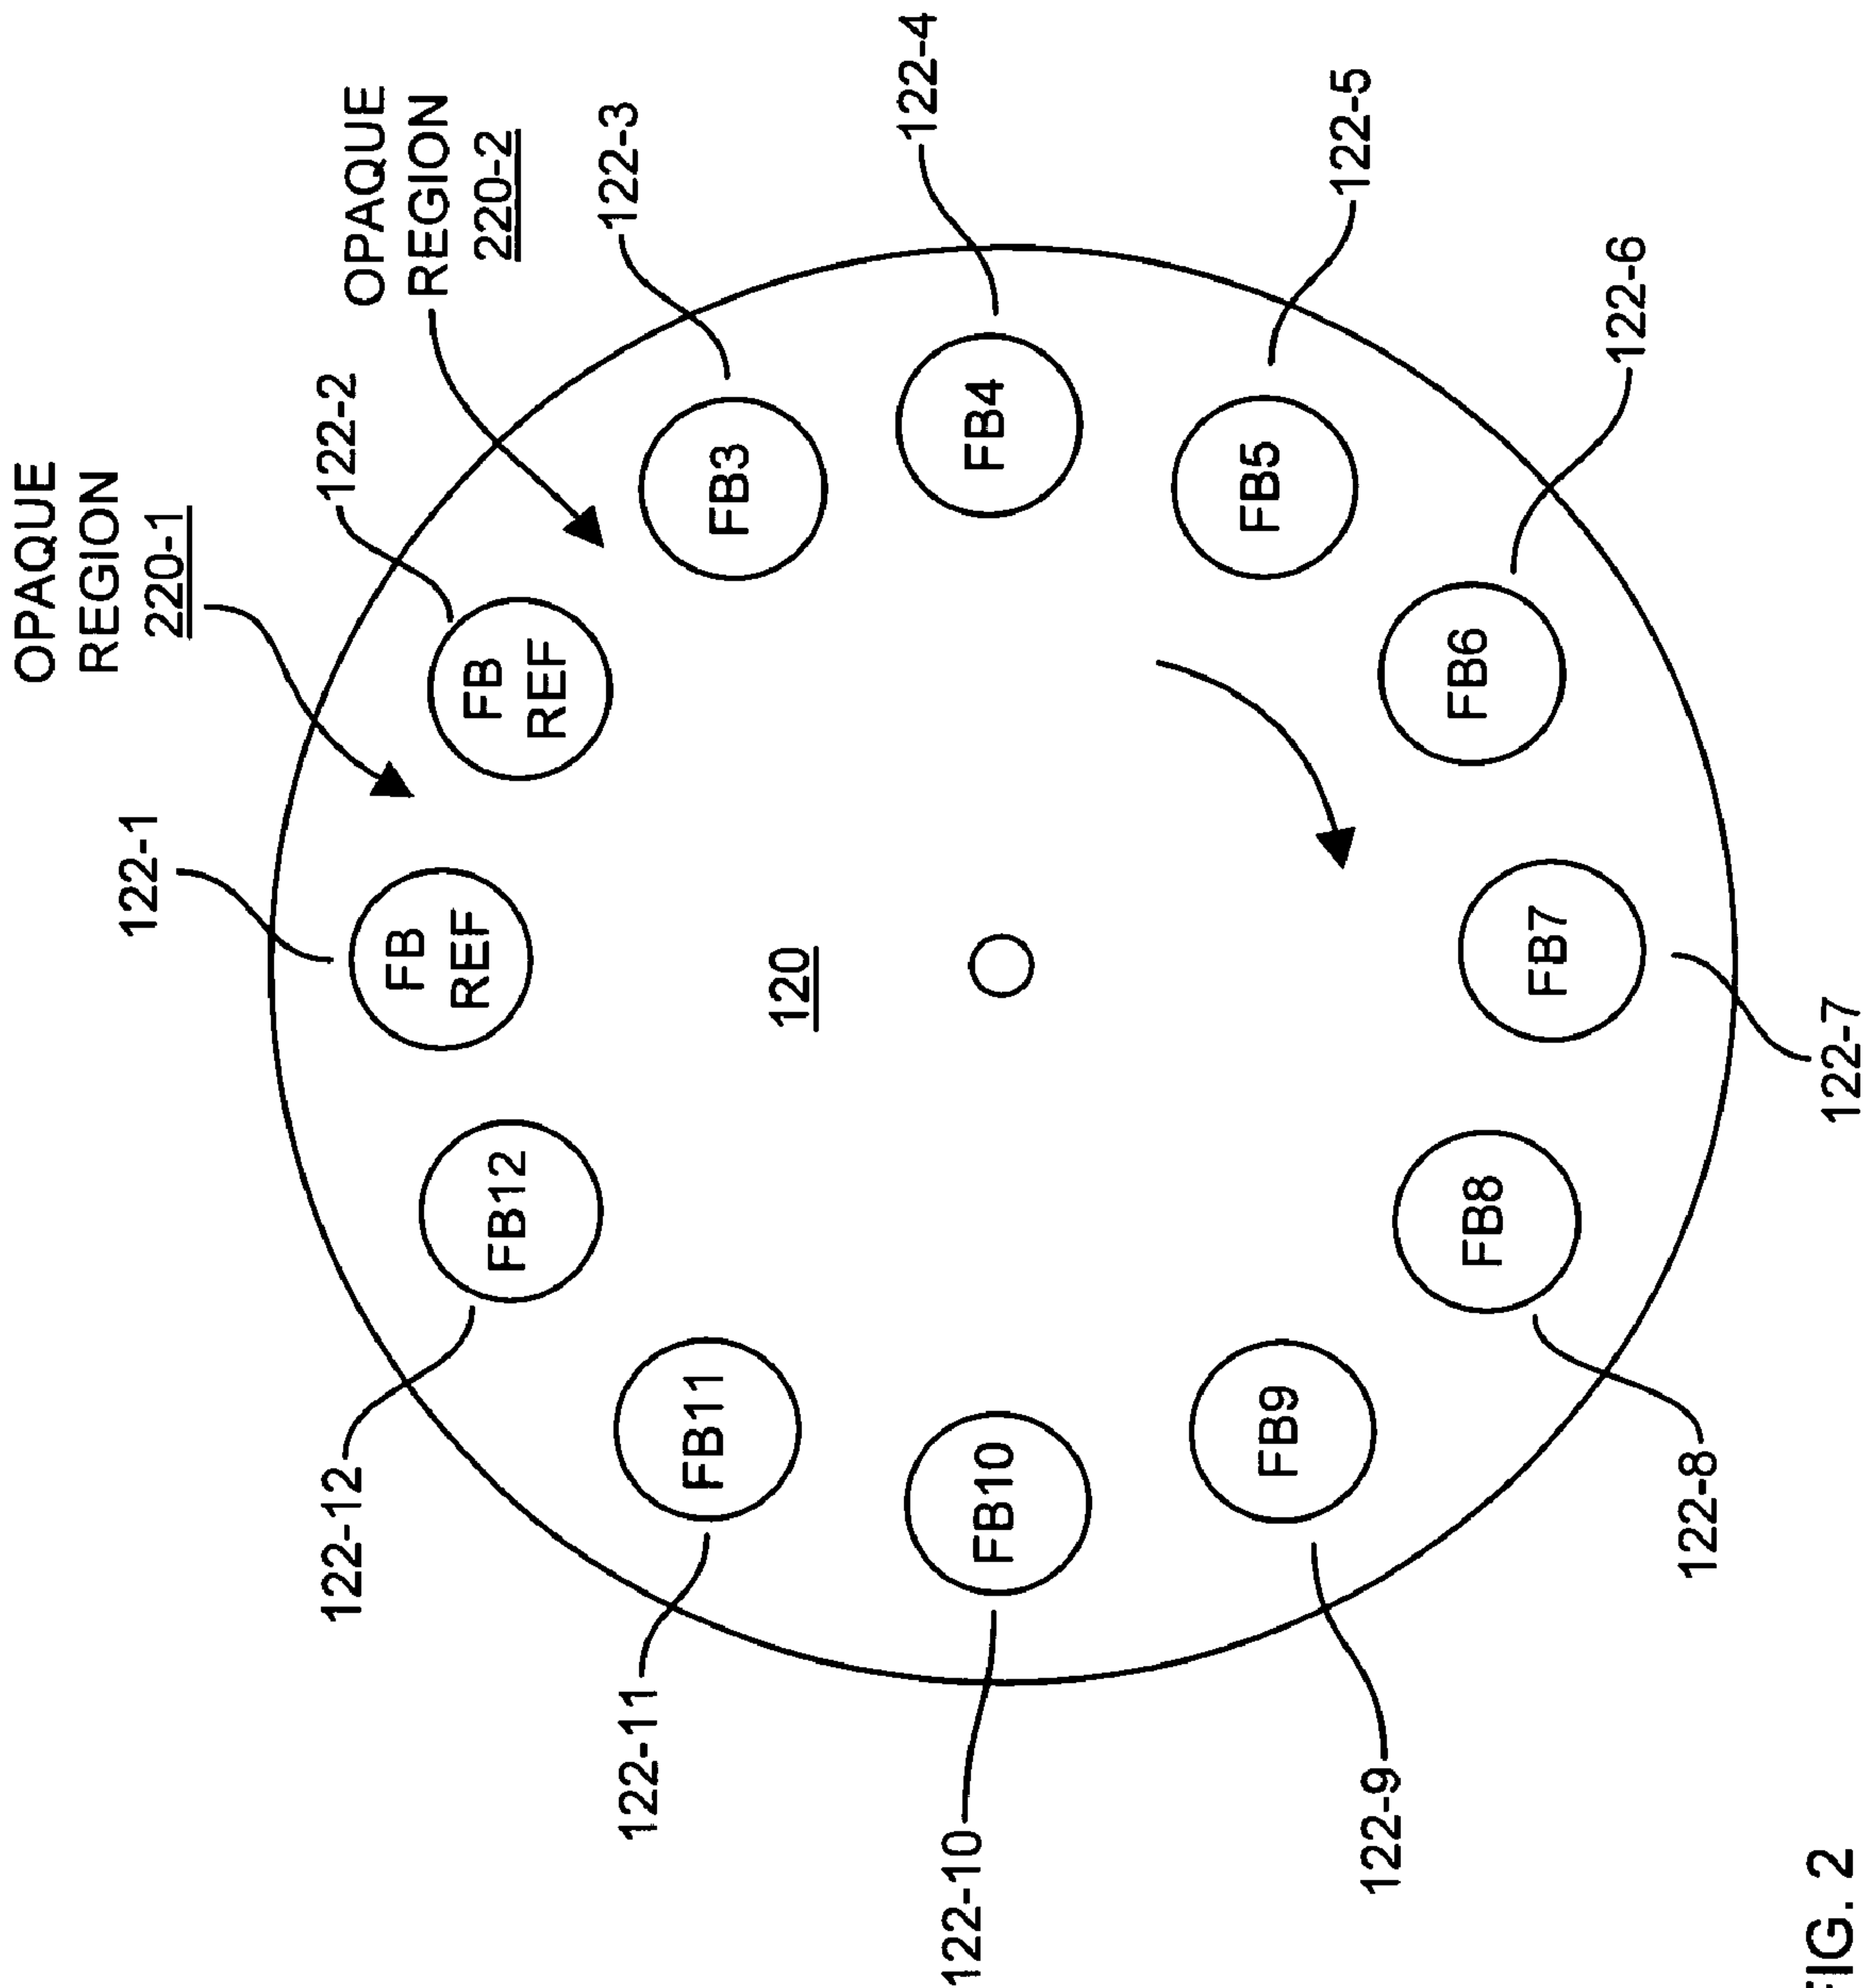 OPAQUE
REGION
220-1
OPAQUE
REGION
220-2
122-1
122-2
122-3
122-4
122-5
122-6
122-7
122-8
122-9
122-10
122-11
122-12
FB
REF
FB
REF
FB3
FB4
FB5
FB6
FB7
FB8
FB9
FB10
FB11
FB12
120
FIG. 2